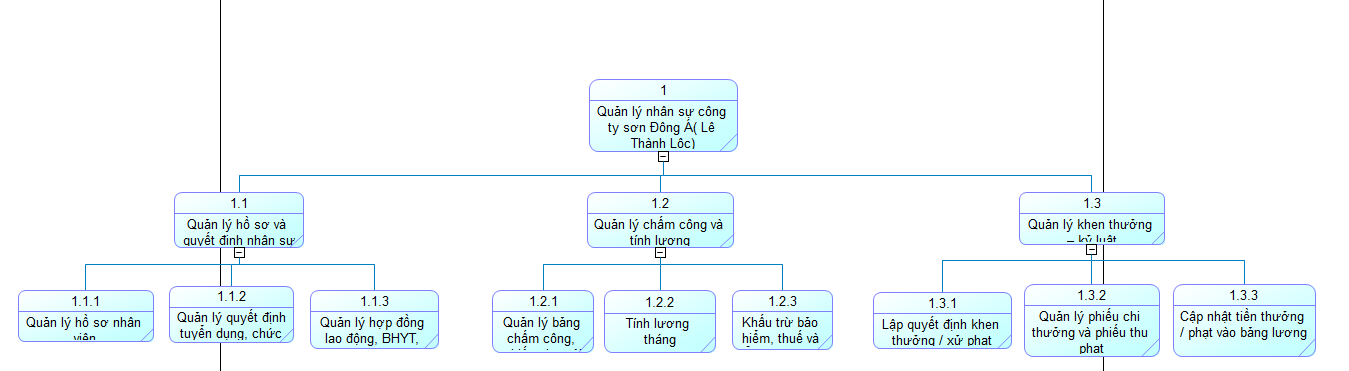 1
Quản lý nhân sự công
ty sơn Đông Á( Lê
Thành Lộc)
1.1
Quản lý hồ sơ và
quyết định nhân sự
1.2
Quản lý chấm công và
tính lương
1.3
Quản lý khen thưởng
– kỷ luật
1.1.1
Quản lý hồ sơ nhân
viên
1.1.2
Quản lý quyết định
tuyển dụng, chức
1.1.3
Quản lý hợp đồng
lao động, BHYT,
1.2.1
Quản lý bảng
chấm công,
1.2.2
Tính lương
tháng
1.2.3
Khấu trừ bảo
hiểm, thuế và
1.3.1
Lập quyết định khen
thưởng / xử phạt
1.3.2
Quản lý phiếu chi
thưởng và phiếu thu
phạt
1.3.3
Cập nhật tiền thưởng
/ phạt vào bảng lương